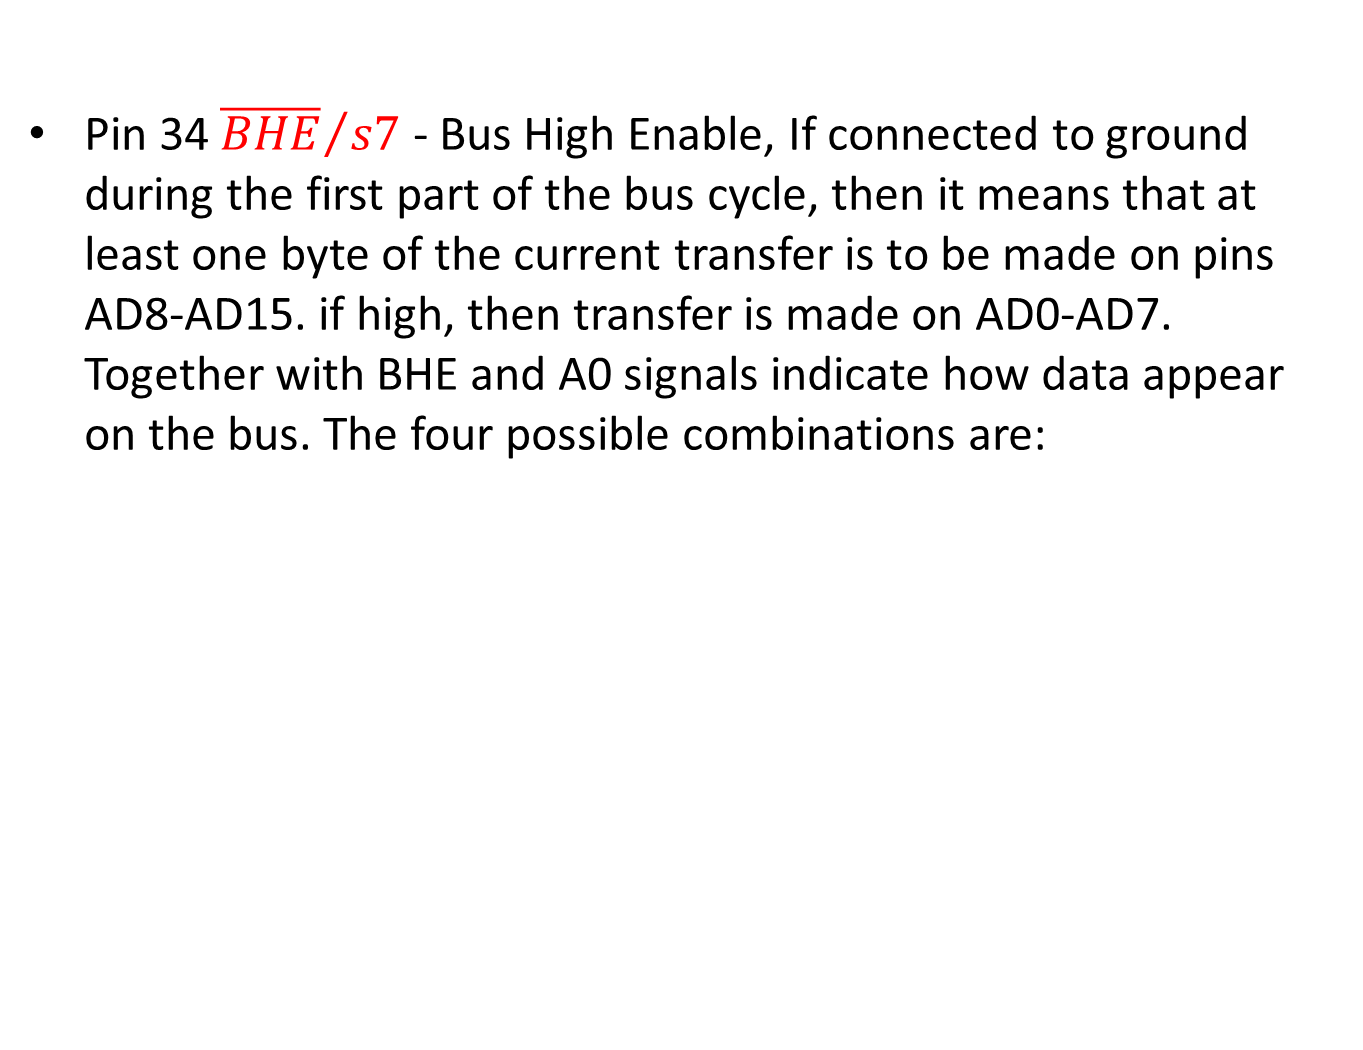 • Pin 34 $\overline{BHE}/s7$ - Bus High Enable, If connected to ground
during the first part of the bus cycle, then it means that at
least one byte of the current transfer is to be made on pins
AD8-AD15. if high, then transfer is made on AD0-AD7.
Together with BHE and A0 signals indicate how data appear
on the bus. The four possible combinations are: